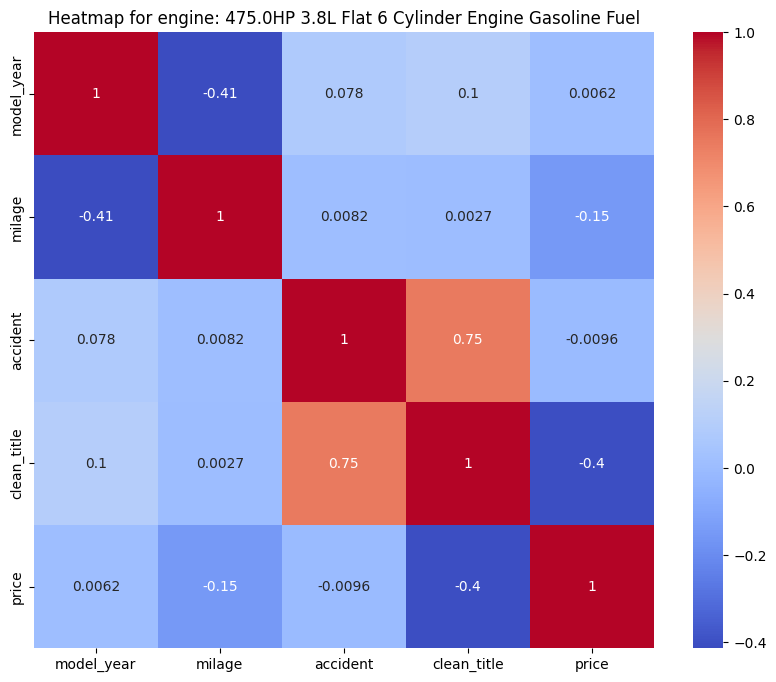 Heatmap for engine: 475.0HP 3.8L Flat 6 Cylinder Engine Gasoline Fuel
model_year 1 -0.41 0.078 0.1 0.0062
milage -0.41 1 0.0082 0.0027 -0.15
accident 0.078 0.0082 1 0.75 -0.0096
clean_title 0.1 0.0027 0.75 1 -0.4
price 0.0062 -0.15 -0.0096 -0.4 1
model_year milage accident clean_title price
1.0
0.8
0.6
0.4
0.2
0.0
−0.2
−0.4